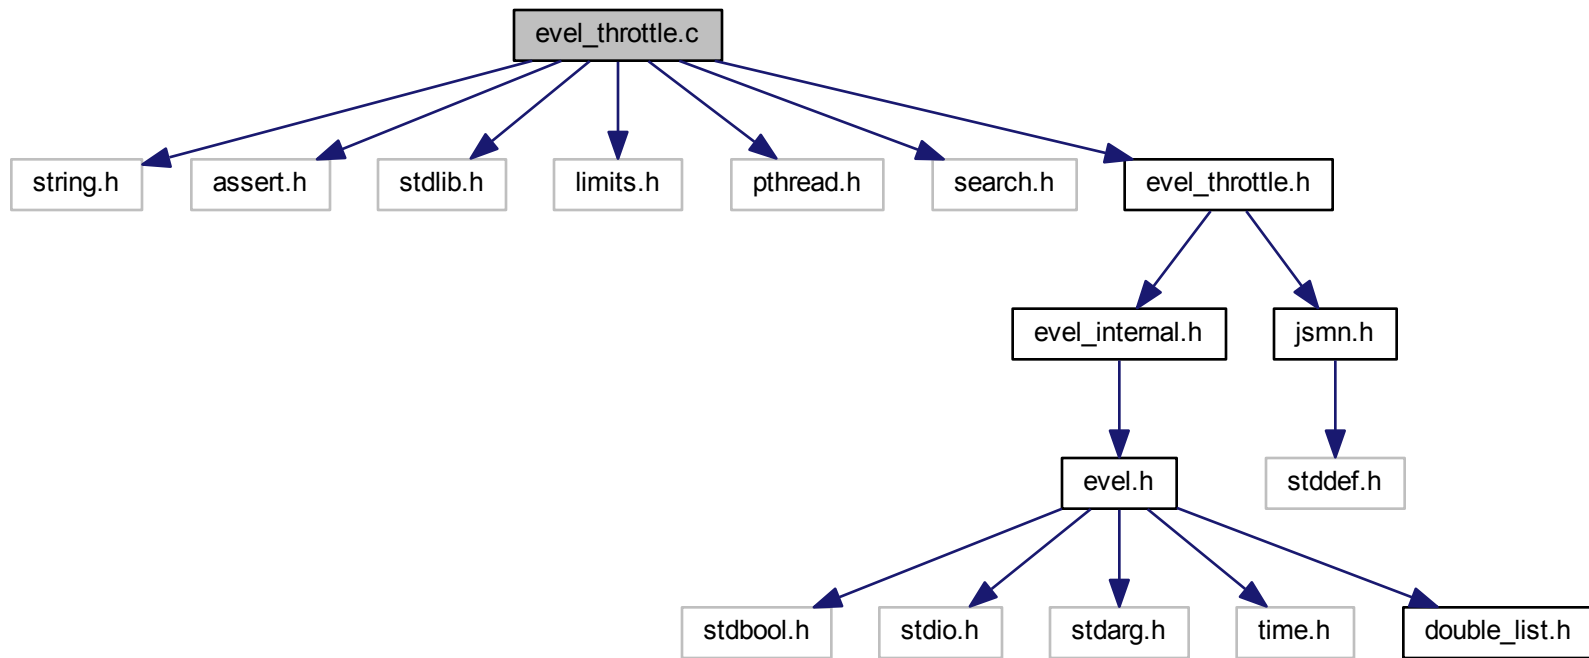 evel_throttle.c
string.h
assert.h
stdlib.h
limits.h
pthread.h
search.h
evel_throttle.h
evel_internal.h
jsmn.h
evel.h
stddef.h
stdbool.h
stdio.h
stdarg.h
time.h
double_list.h